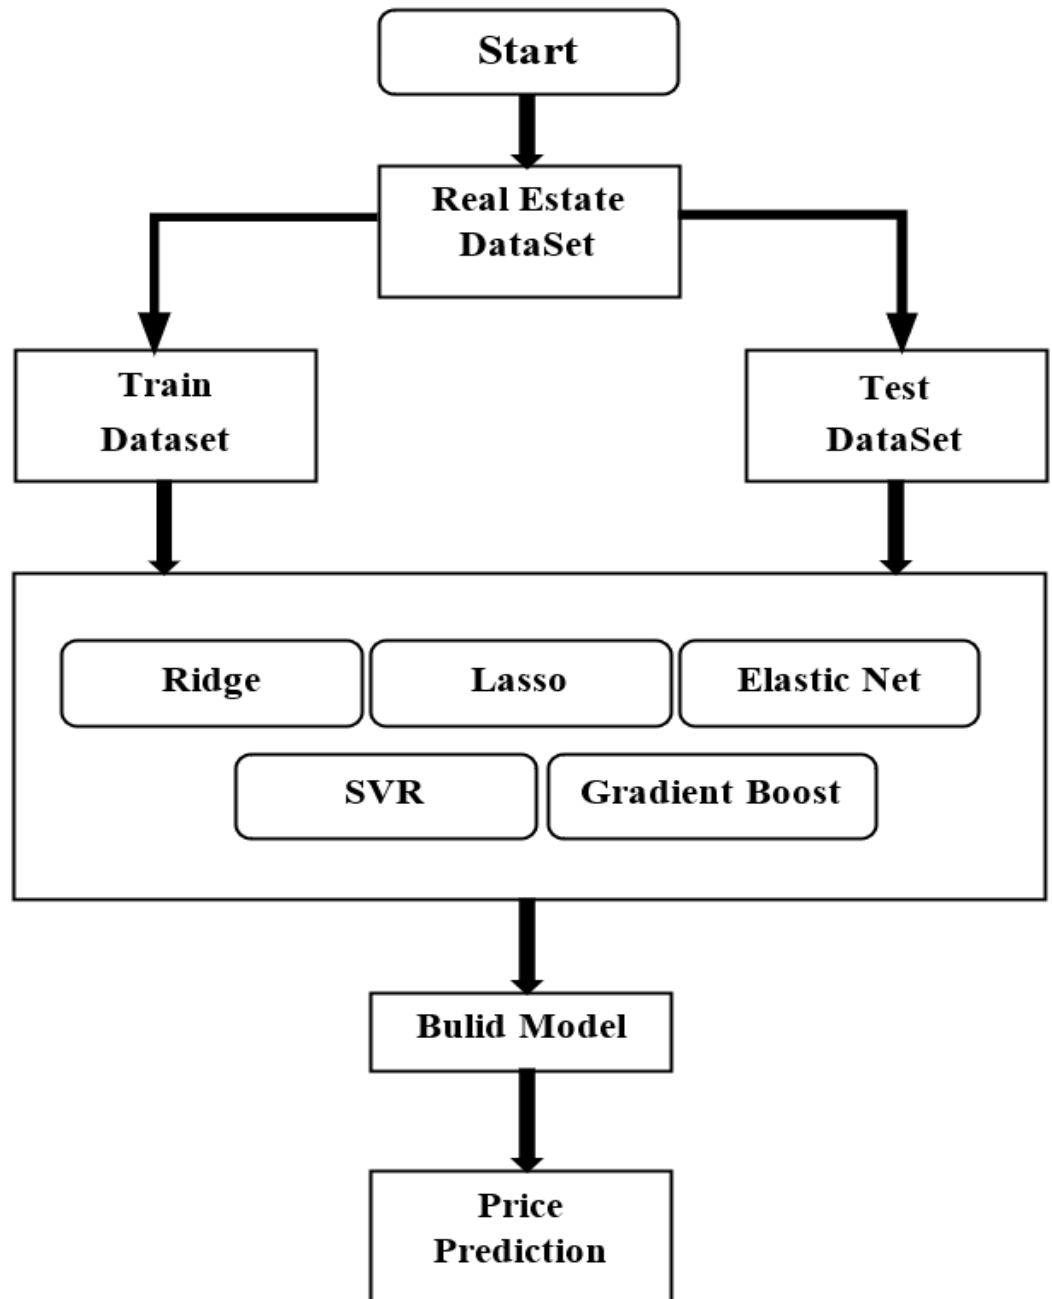 Start
Real Estate
DataSet
Train
Dataset
Test
DataSet
Ridge
Lasso
Elastic Net
SVR
Gradient Boost
Bulid Model
Price
Prediction